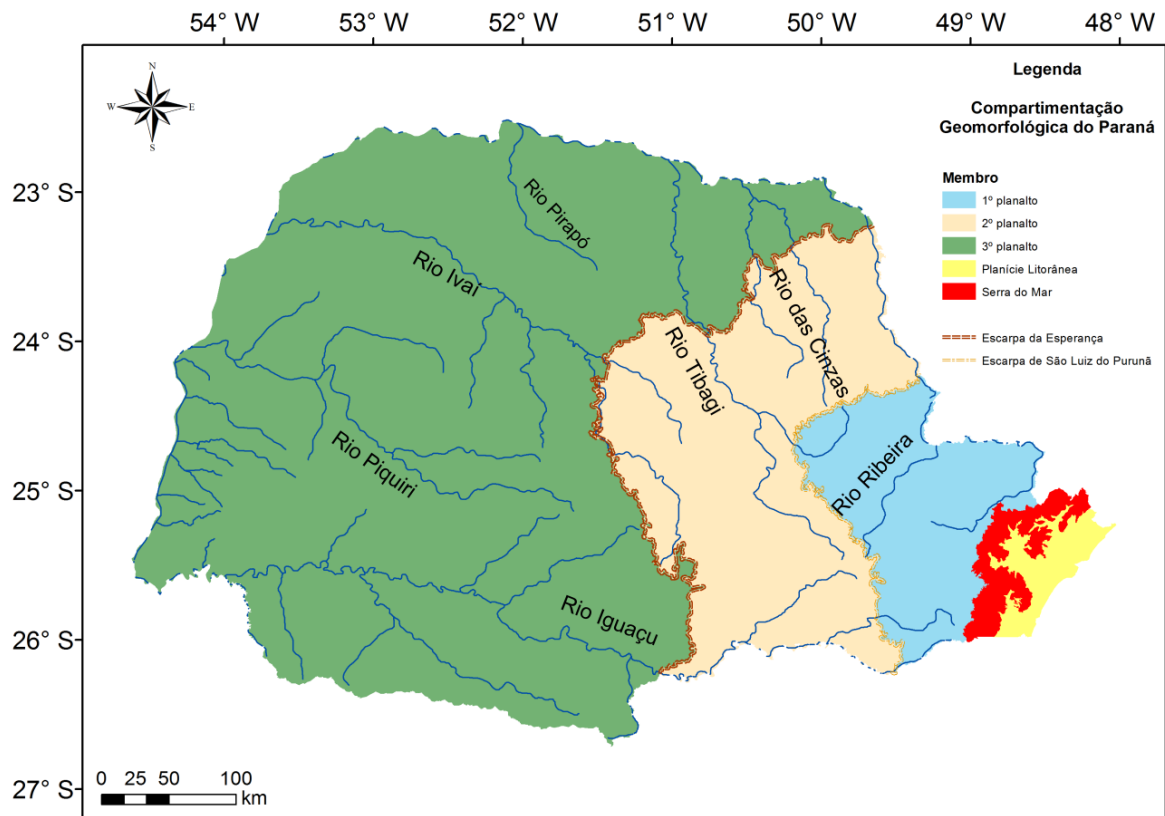 54° W 53° W 52° W 51° W 50° W 49° W 48° W
N
W E
S
Legenda
Compartimentação
Geomorfológica do Paraná
Membro
1º planalto
2º planalto
3º planalto
Planície Litorânea
Serra do Mar
Escarpa da Esperança
Escarpa de São Luiz do Purunã
23° S
24° S
25° S
26° S
27° S
Rio Pirapó
Rio Ivaí
Rio das Cinzas
Rio Tibagi
Rio Piquiri
Rio Ribeira
Rio Iguaçu
0 25 50 100
km